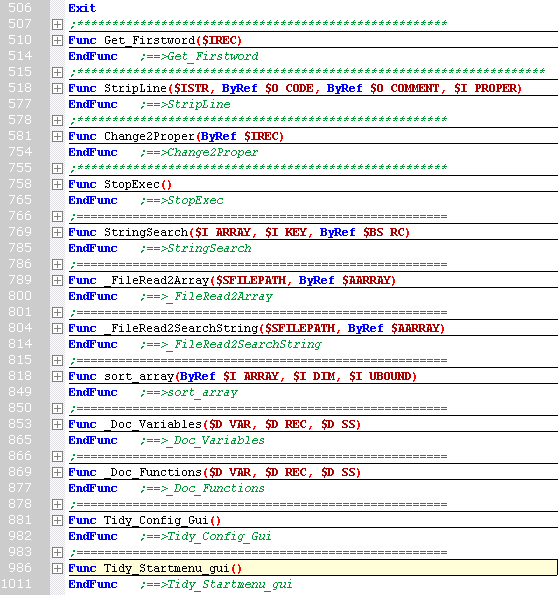 506 Exit
507 ;******************************************************
510 Func Get_Firstword($IREC)
514 EndFunc ;==>Get_Firstword
515 ;********************************************************************
518 Func StripLine($ISTR, ByRef $O CODE, ByRef $O COMMENT, $I PROPER)
577 EndFunc ;==>StripLine
578 ;******************************************************
581 Func Change2Proper(ByRef $IREC)
754 EndFunc ;==>Change2Proper
755 ;******************************************************
758 Func StopExec()
765 EndFunc ;==>StopExec
766 ;======================================================
769 Func StringSearch($I ARRAY, $I KEY, ByRef $BS RC)
785 EndFunc ;==>StringSearch
786 ;======================================================
789 Func _FileRead2Array($SFILEPATH, ByRef $AARRAY)
800 EndFunc ;==>_FileRead2Array
801 ;======================================================
804 Func _FileRead2SearchString($SFILEPATH, ByRef $AARRAY)
814 EndFunc ;==>_FileRead2SearchString
815 ;======================================================
818 Func sort_array(ByRef $I ARRAY, $I DIM, $I UBOUND)
849 EndFunc ;==>sort_array
850 ;======================================================
853 Func _Doc_Variables($D VAR, $D REC, $D SS)
865 EndFunc ;==>_Doc_Variables
866 ;======================================================
869 Func _Doc_Functions($D VAR, $D REC, $D SS)
877 EndFunc ;==>_Doc_Functions
878 ;======================================================
881 Func Tidy_Config_Gui()
982 EndFunc ;==>Tidy_Config_Gui
983 ;======================================================
986 Func Tidy_Startmenu_gui()
1011 EndFunc ;==>Tidy_Startmenu_gui